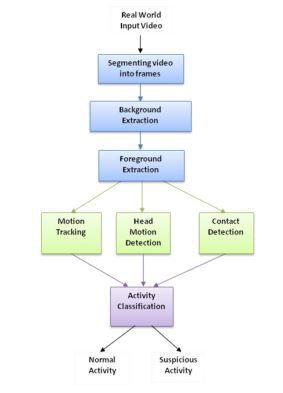 Real World
Input Video
Segmenting video
into frames
Background
Extraction
Foreground
Extraction
Motion
Tracking
Head
Motion
Detection
Contact
Detection
Activity
Classification
Normal
Activity
Suspicious
Activity